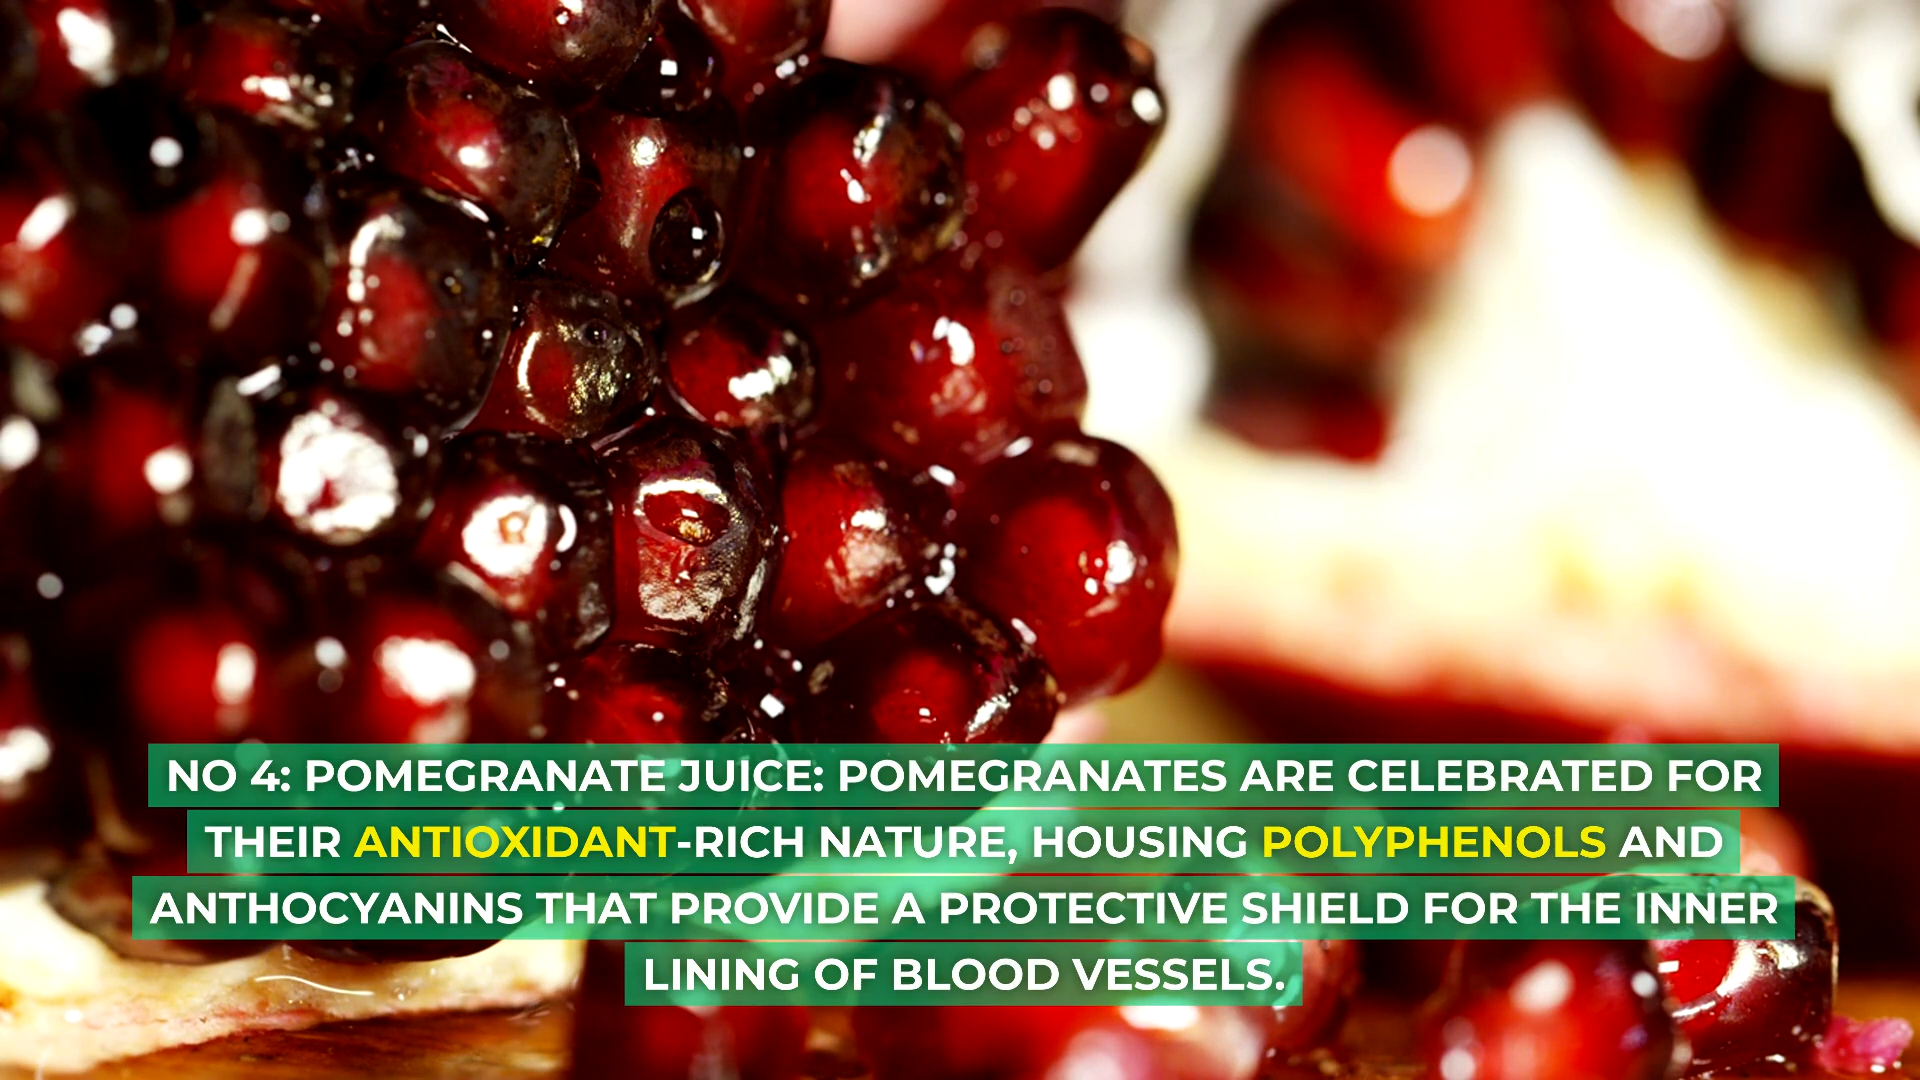 NO 4: POMEGRANATE JUICE: POMEGRANATES ARE CELEBRATED FOR
THEIR ANTIOXIDANT-RICH NATURE, HOUSING POLYPHENOLS AND
ANTHOCYANINS THAT PROVIDE A PROTECTIVE SHIELD FOR THE INNER
LINING OF BLOOD VESSELS.